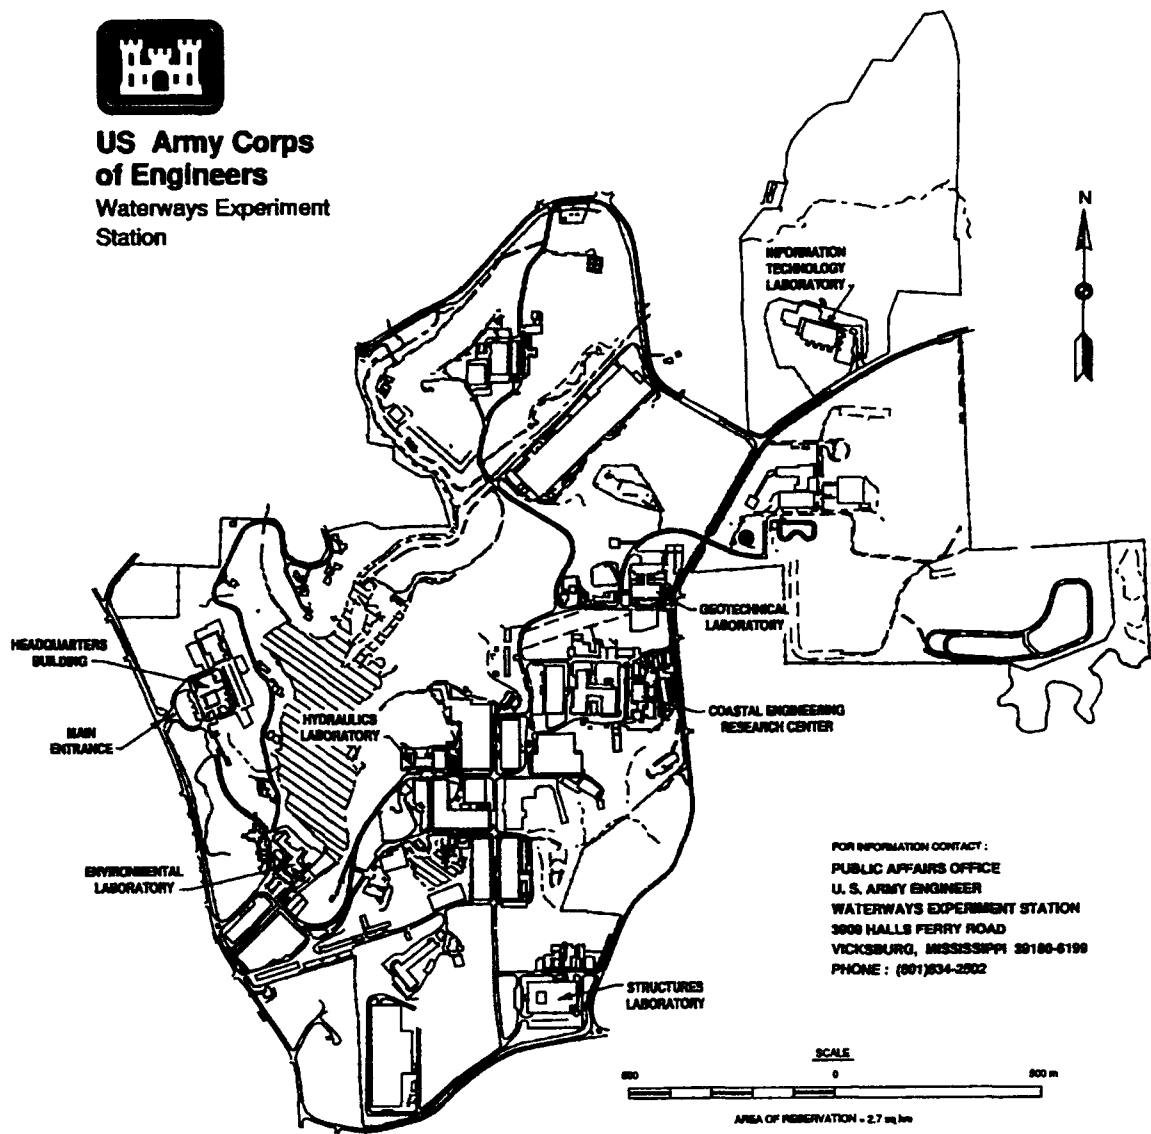 US Army Corps
of Engineers
Waterways Experiment
Station
N
INFORMATION
TECHNOLOGY
LABORATORY
GEOTECHNICAL
LABORATORY
HEADQUARTERS
BUILDING
MAIN
ENTRANCE
HYDRAULICS
LABORATORY
COASTAL ENGINEERING
RESEARCH CENTER
ENVIRONMENTAL
LABORATORY
STRUCTURES
LABORATORY
FOR INFORMATION CONTACT :
PUBLIC AFFAIRS OFFICE
U. S. ARMY ENGINEER
WATERWAYS EXPERIMENT STATION
3909 HALLS FERRY ROAD
VICKSBURG, MISSISSIPPI 39180-6199
PHONE : (601)634-2502
SCALE
0
AREA OF RESERVATION = 2.7 sq km